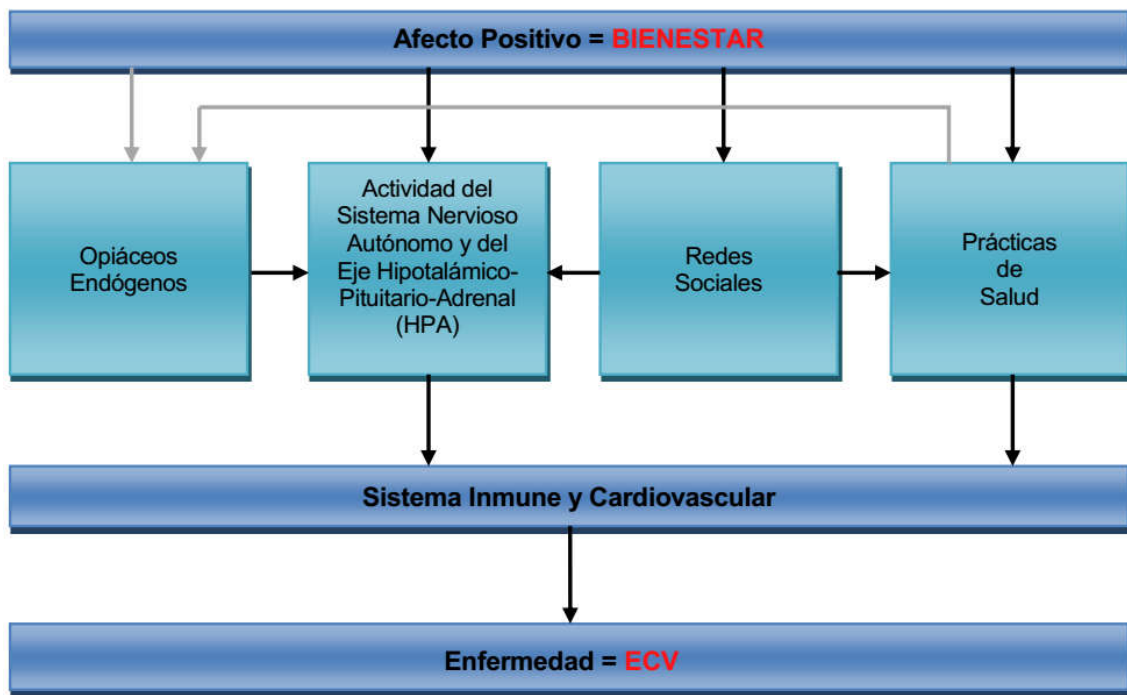 Afecto Positivo = BIENESTAR
Opiáceos
Endógenos
Actividad del
Sistema Nervioso
Autónomo y del
Eje Hipotalámico-
Pituitario-Adrenal
(HPA)
Redes
Sociales
Prácticas
de
Salud
Sistema Inmune y Cardiovascular
Enfermedad = ECV